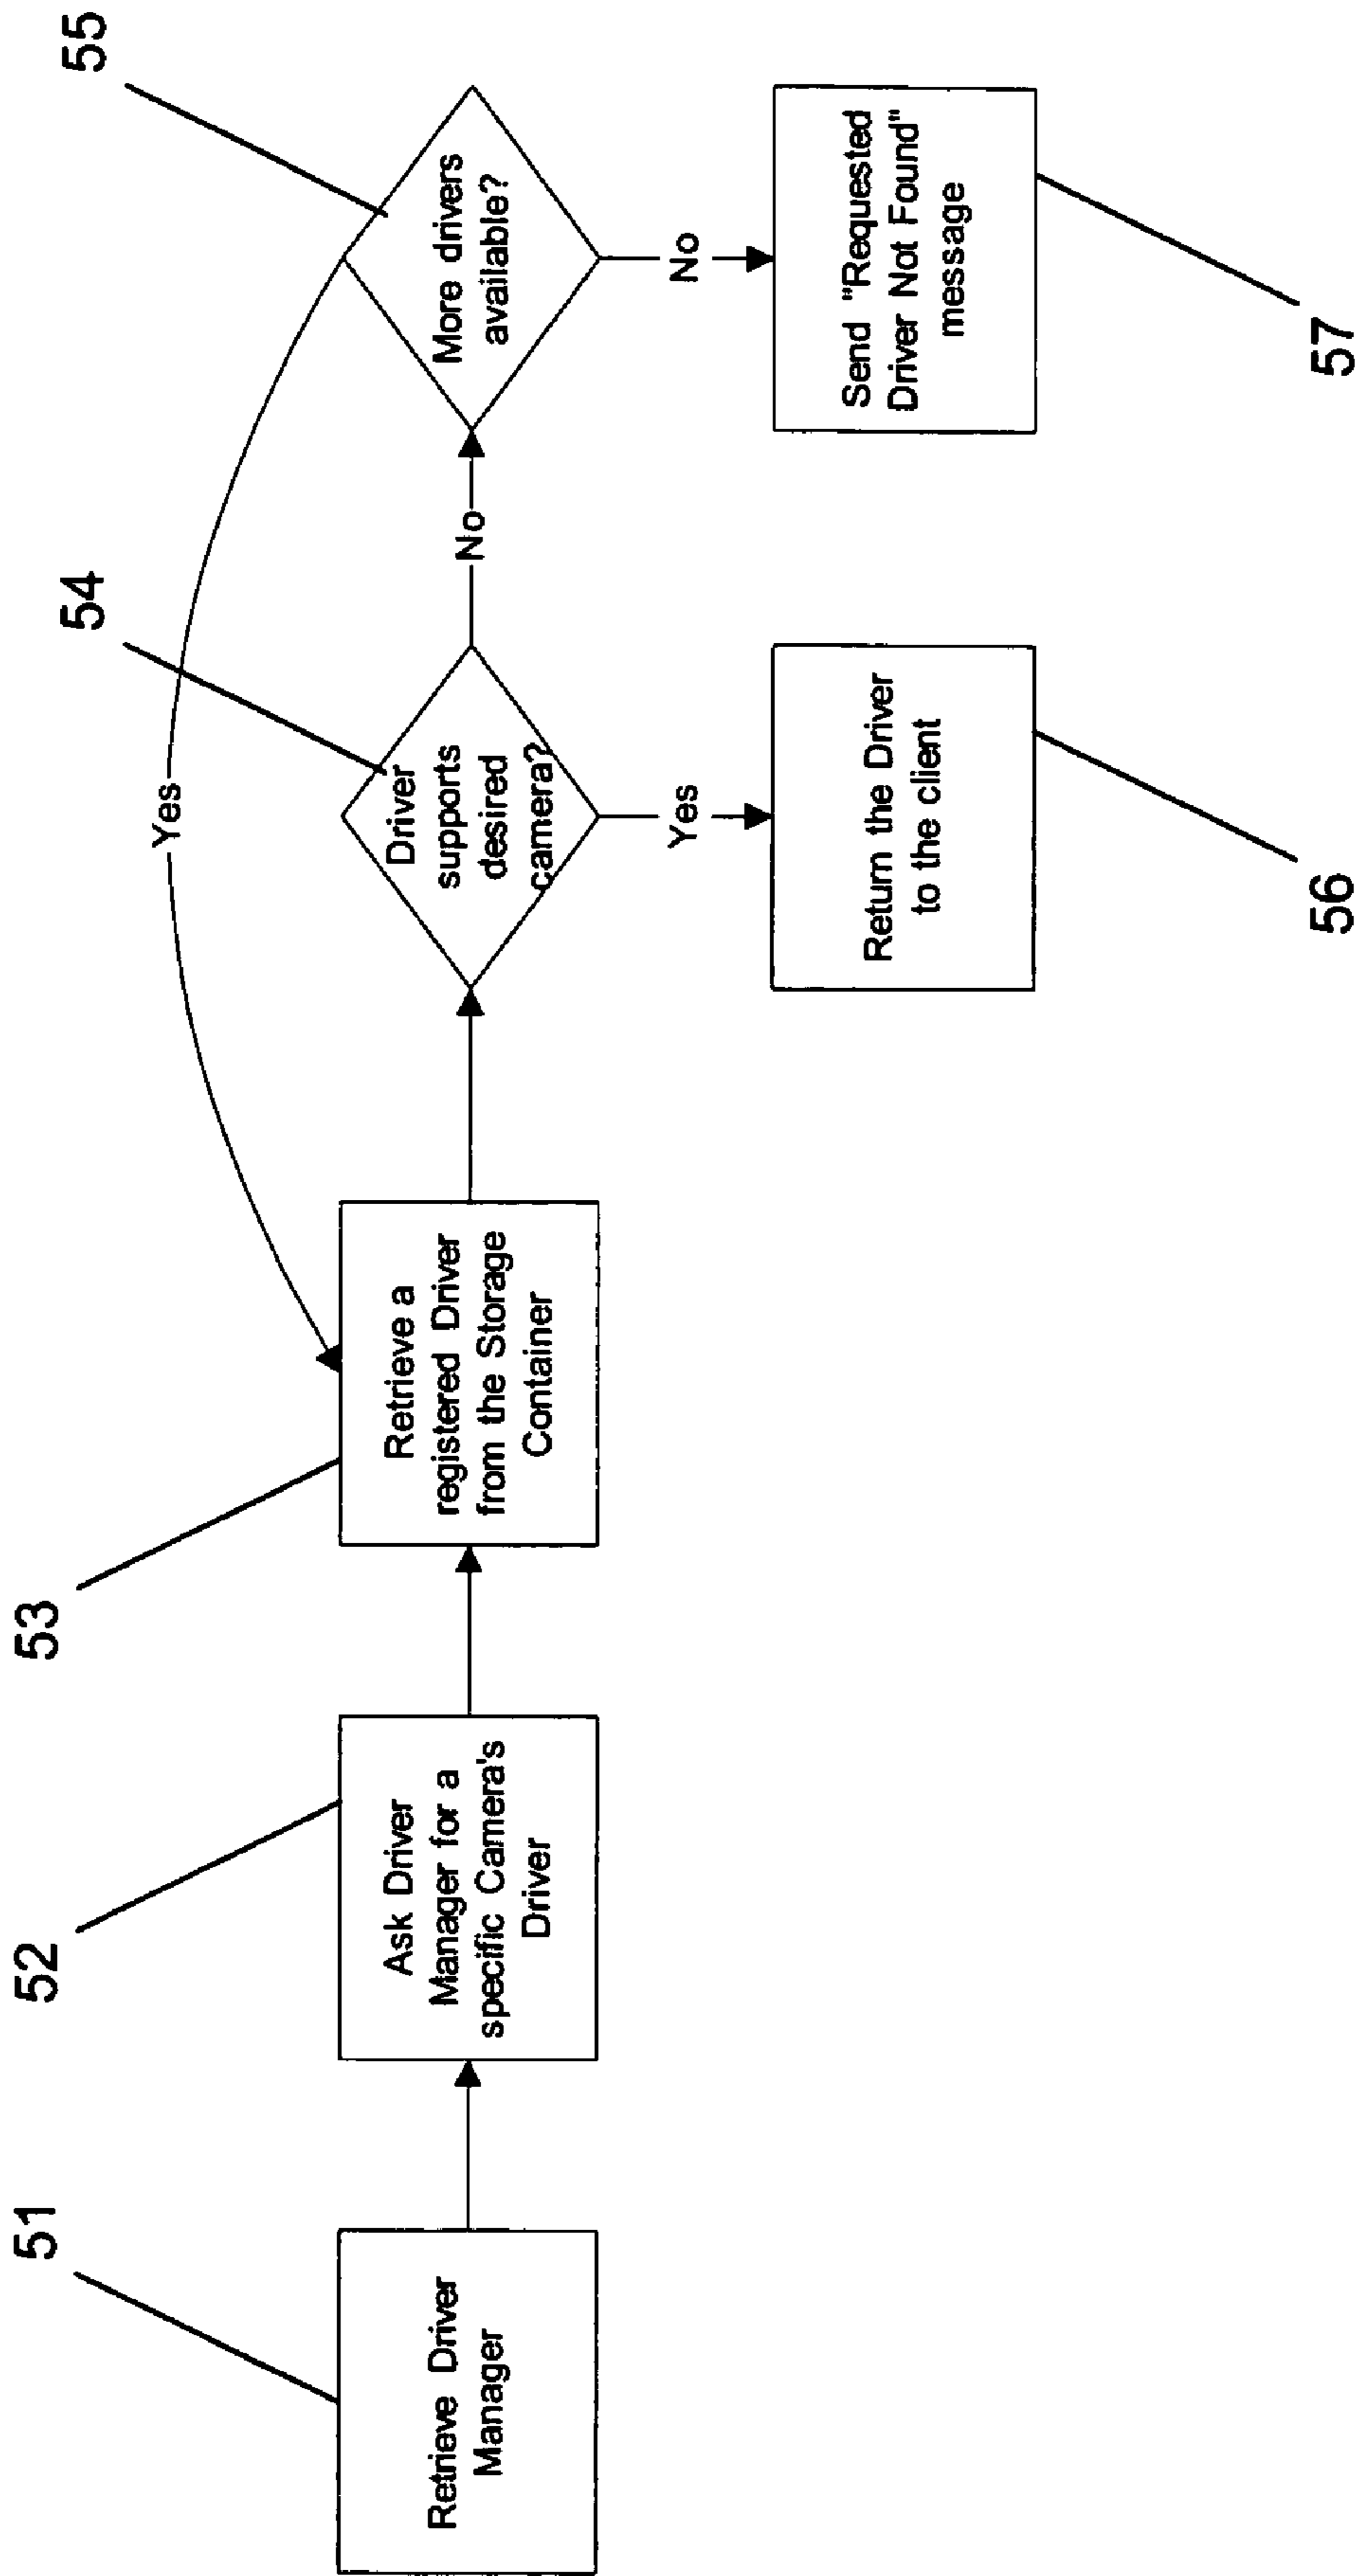 51
Retrieve Driver
Manager
52
Ask Driver
Manager for a
specific Camera's
Driver
53
Retrieve a
registered Driver
from the Storage
Container
54
Driver
supports
desired
camera?
Yes
No
55
More drivers
available?
Yes
No
Return the Driver
to the client
56
Send "Requested
Driver Not Found"
message
57